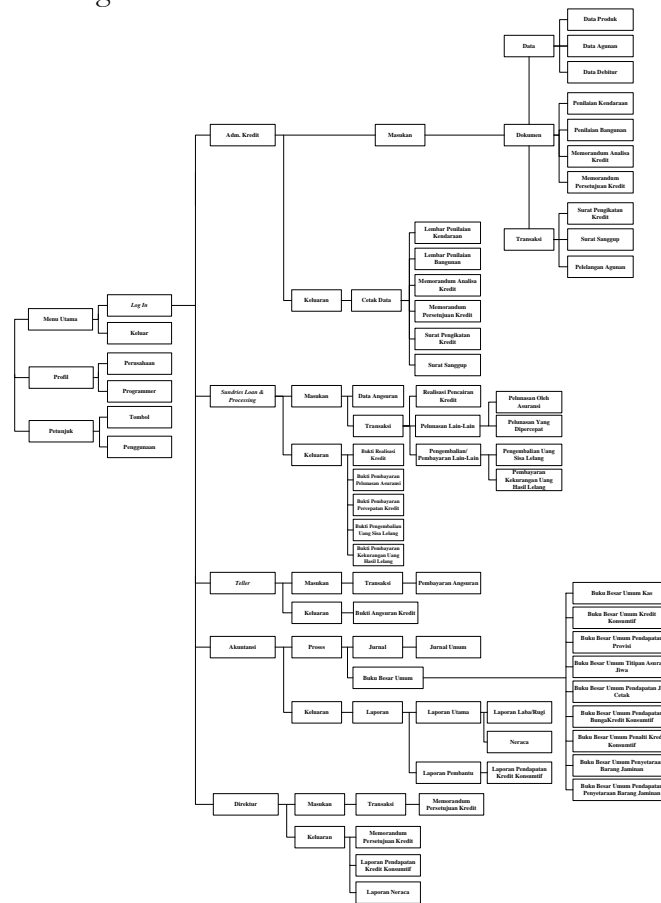 Data Produk
Data
Data Agunan
Data Debitur
Penilaian Kendaraan
Penilaian Bangunan
Adm. Kredit
Masukan
Dokumen
Memorandum Analisa
Kredit
Memorandum
Persetujuan Kredit
Surat Pengikatan
Kredit
Transaksi
Surat Sanggup
Pelelangan Agunan
Lembar Penilaian
Kendaraan
Lembar Penilaian
Bangunan
Memorandum Analisa
Kredit
Keluaran
Cetak Data
Memorandum
Persetujuan Kredit
Surat Pengikatan
Kredit
Surat Sanggup
Menu Utama
Log In
Keluar
Profil
Perusahaan
Programmer
Petunjuk
Tombol
Penggunaan
Sundries Loan &
Processing
Masukan
Data Angsuran
Realisasi Pencairan
Kredit
Transaksi
Pelunasan Lain-Lain
Pelunasan Oleh
Asuransi
Pelunasan Yang
Dipercepat
Pengembalian/
Pembayaran Lain-Lain
Pengembalian Uang
Sisa Lelang
Pembayaran
Kekurangan Uang
Hasil Lelang
Keluaran
Bukti Realisasi
Kredit
Bukti Pembayaran
Pelunasan Asuransi
Bukti Pembayaran
Percepatan Kredit
Bukti Pengembalian
Uang Sisa Lelang
Bukti Pembayaran
Kekurangan Uang
Hasil Lelang
Teller
Masukan
Transaksi
Pembayaran Angsuran
Keluaran
Bukti Angsuran Kredit
Akuntansi
Proses
Jurnal
Jurnal Umum
Buku Besar Umum
Buku Besar Umum Kas
Buku Besar Umum Kredit
Konsumtif
Buku Besar Umum Pendapatan
Provisi
Buku Besar Umum Titipan
Jiwa
Buku Besar Umum Pendapatan
Cetak
Buku Besar Umum Pendapatan
BungaKredit Konsumtif
Buku Besar Umum Penalti
Konsumtif
Buku Besar Umum
Barang Jaminan
Buku Besar Umum Pendapatan
Penyetaraan Barang Jaminan
Keluaran
Laporan
Laporan Utama
Laporan Laba/Rugi
Neraca
Laporan Pembantu
Laporan Pendapatan
Kredit Konsumtif
Direktur
Masukan
Transaksi
Memorandum
Persetujuan Kredit
Keluaran
Memorandum
Persetujuan Kredit
Laporan Pendapatan
Kredit Konsumtif
Laporan Neraca